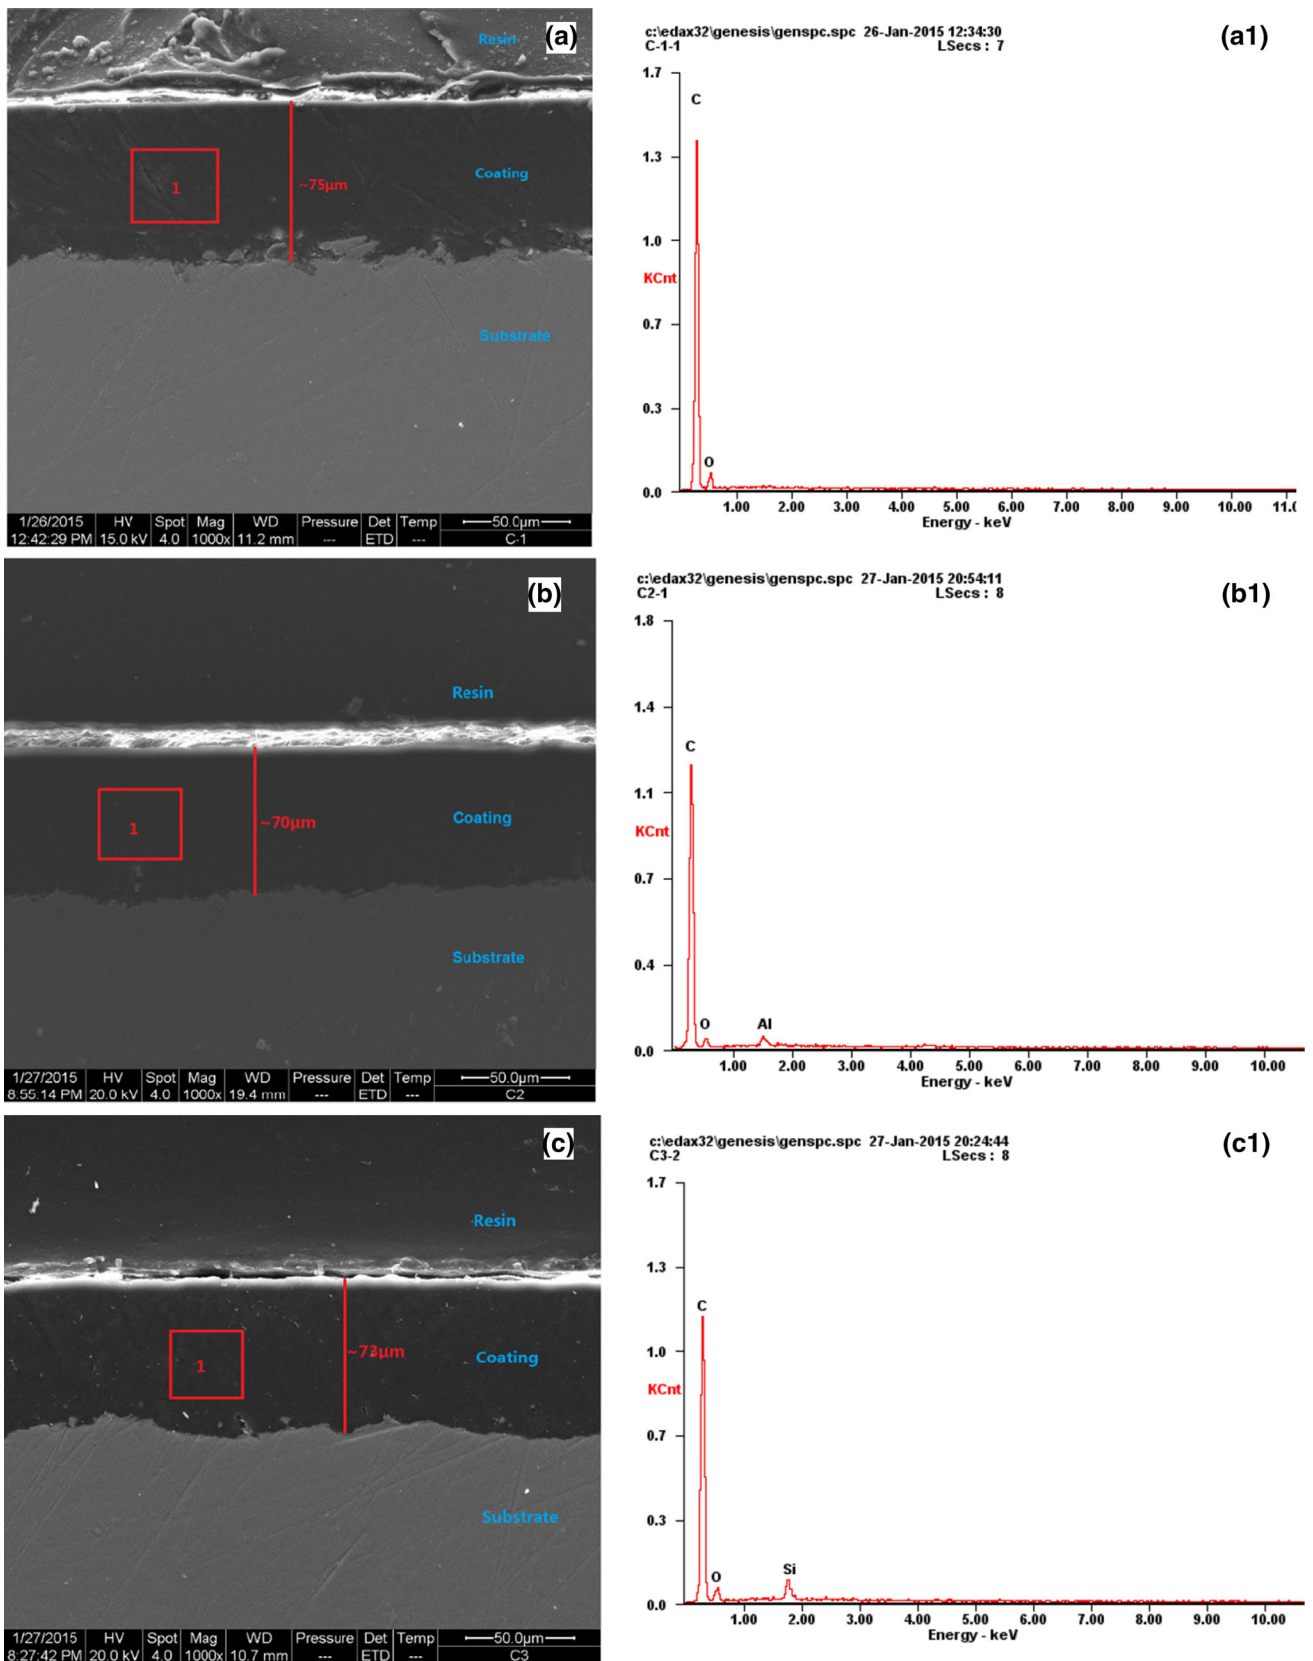 Resin
(a)
1
~75µm
Coating
Substrate
1/26/2015 HV Spot Mag WD Pressure Det Temp 50.0µm
12:42:29 PM 15.0 kV 4.0 1000x 11.2 mm --- ETD --- C-1
c:\edax32\genesis\genspc.spc 26-Jan-2015 12:34:30
C-1-1 LSecs : 7
(a1)
1.7
C
1.3
1.0
KCnt
0.7
0.3
O
0.0
1.00 2.00 3.00 4.00 5.00 6.00 7.00 8.00 9.00 10.00
Energy - keV
(b)
Resin
1
~70µm
Coating
Substrate
1/27/2015 HV Spot Mag WD Pressure Det Temp 50.0µm
8:55:14 PM 20.0 kV 4.0 1000x 19.4 mm --- ETD --- C2
c:\edax32\genesis\genspc.spc 27-Jan-2015 20:54:11
C2-1 LSecs : 8
(b1)
1.8
1.4
C
1.1
KCnt
0.7
0.4
O Al
0.0
1.00 2.00 3.00 4.00 5.00 6.00 7.00 8.00 9.00 10.00
Energy - keV
(c)
Resin
1
~73µm
Coating
Substrate
1/27/2015 HV Spot Mag WD Pressure Det Temp 50.0µm
8:27:42 PM 20.0 kV 4.0 1000x 10.7 mm --- ETD --- C3
c:\edax32\genesis\genspc.spc 27-Jan-2015 20:24:44
C3-2 LSecs : 8
(c1)
1.7
1.3
C
1.0
KCnt
0.7
0.3
O Si
0.0
1.00 2.00 3.00 4.00 5.00 6.00 7.00 8.00 9.00 10.00
Energy - keV